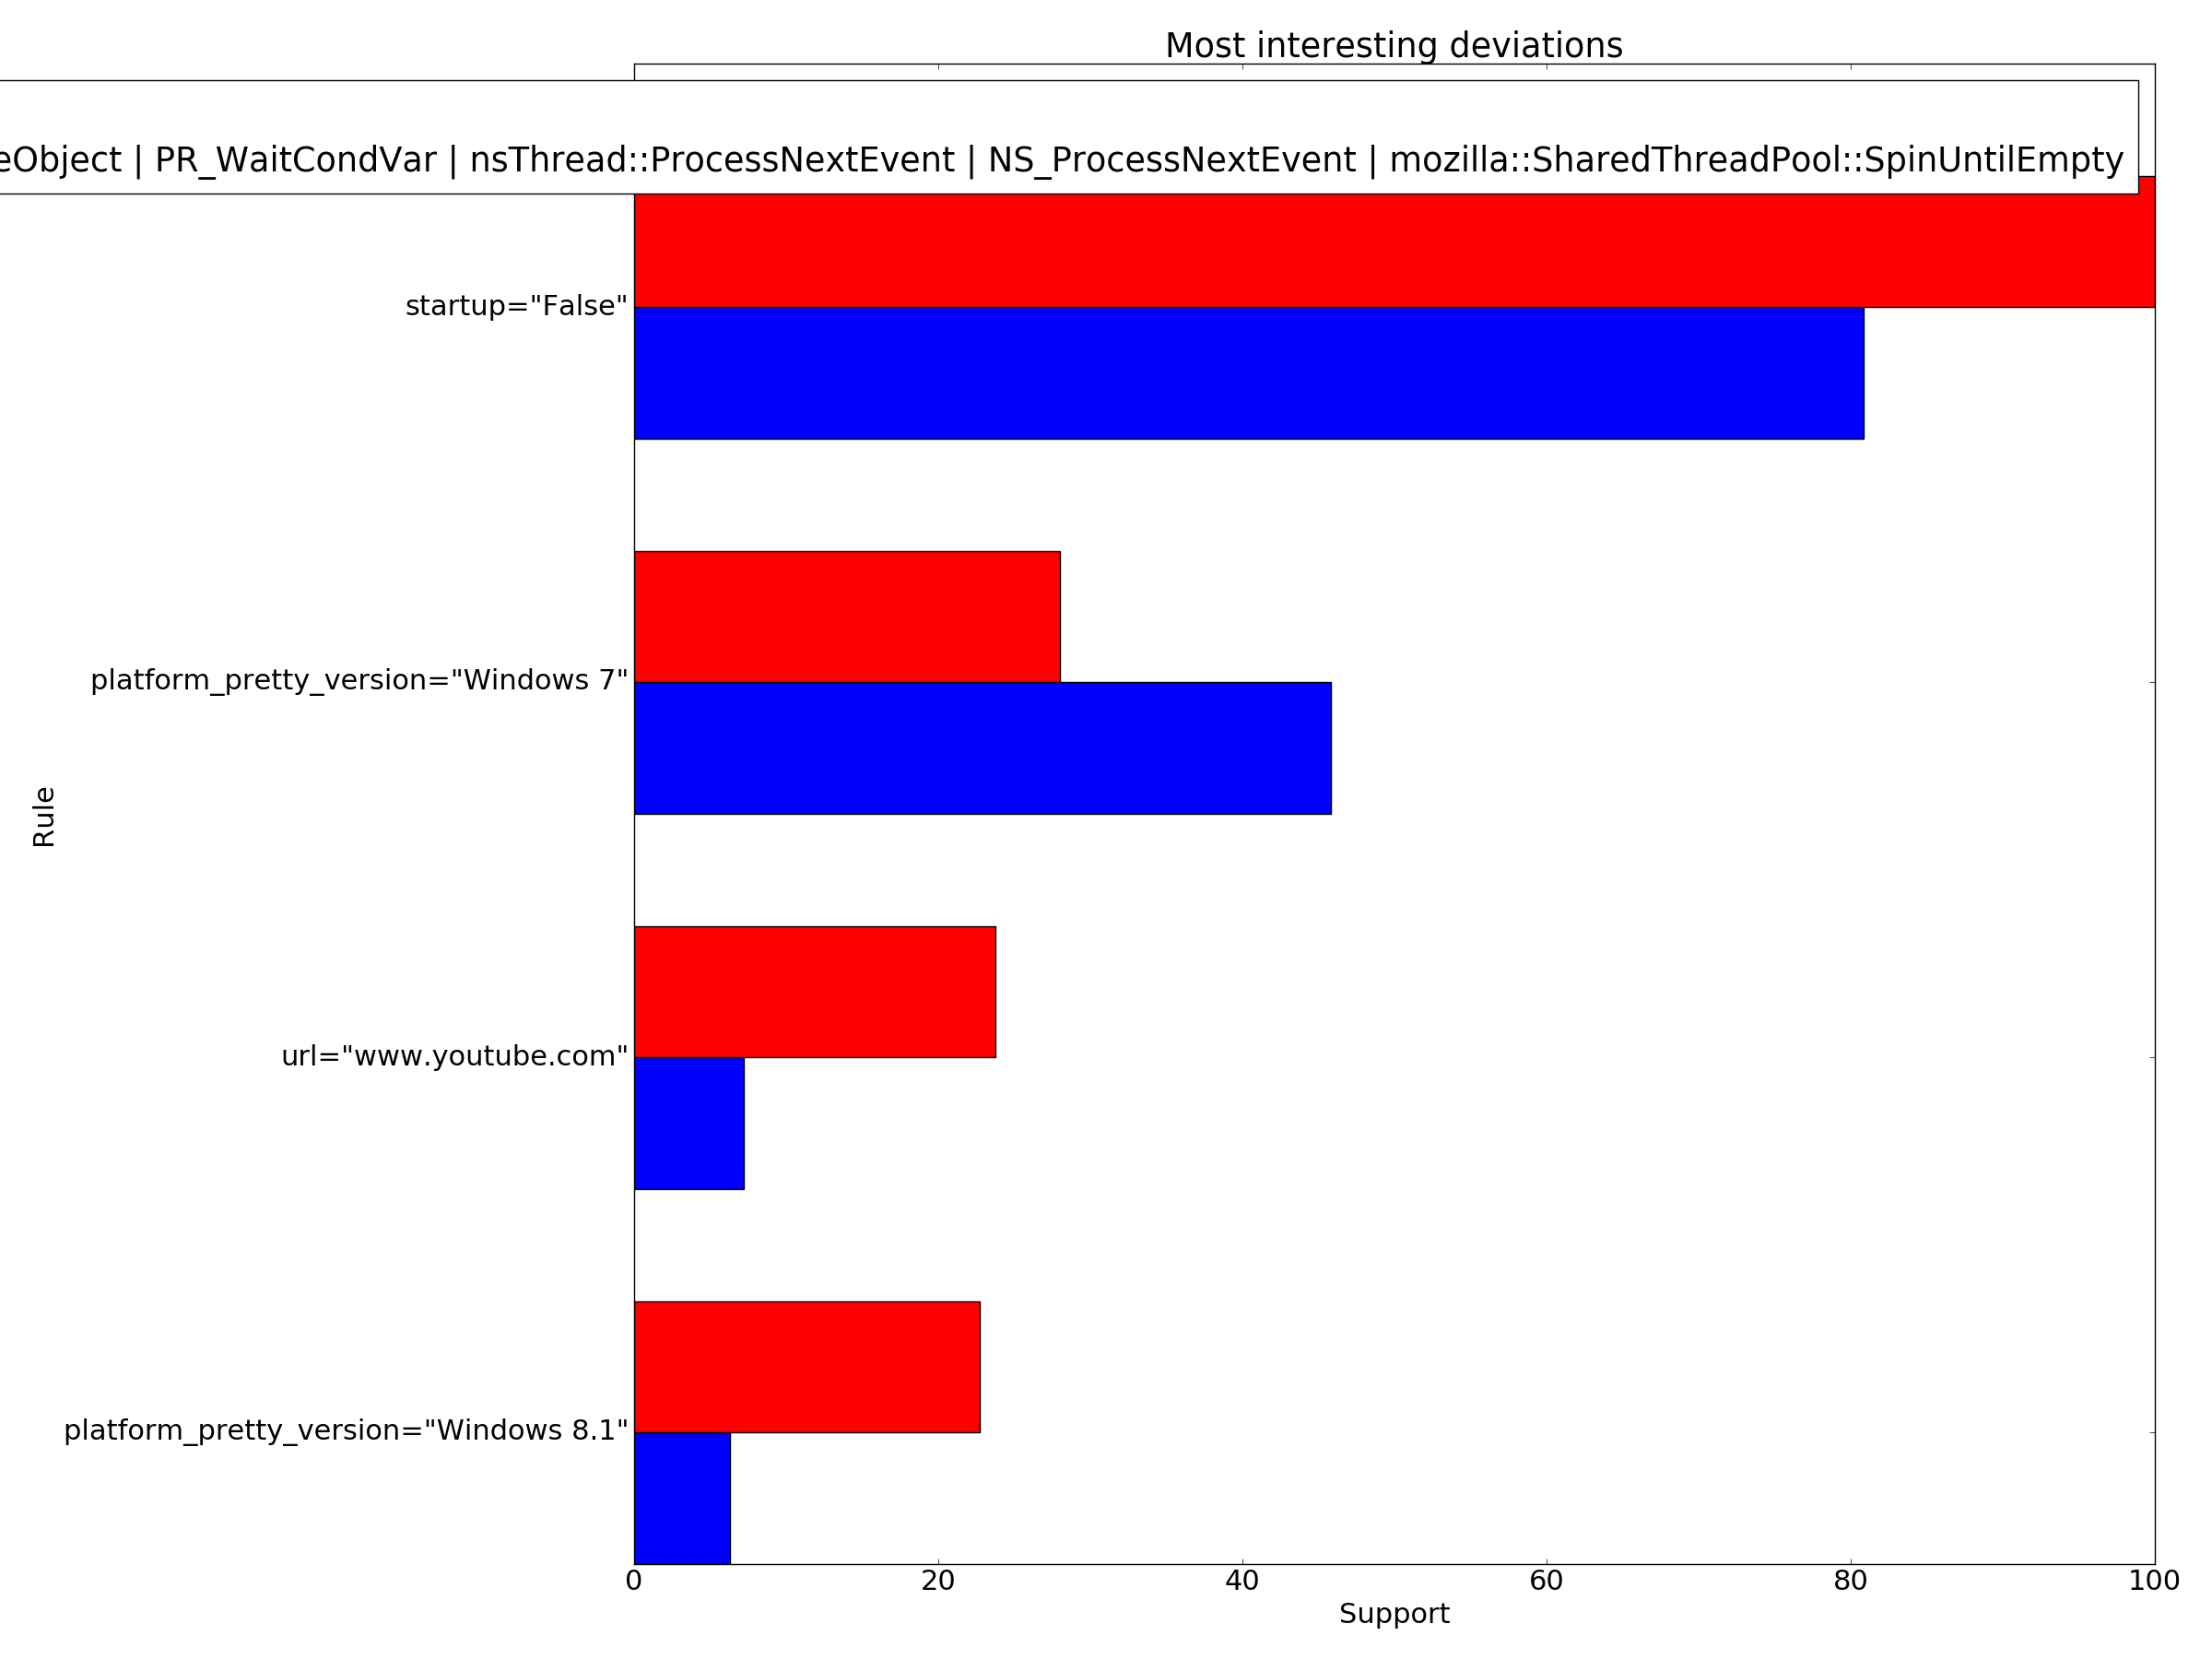 Most interesting deviations
eObject | PR_WaitCondVar | nsThread::ProcessNextEvent | NS_ProcessNextEvent | mozilla::SharedThreadPool::SpinUntilEmpty
startup="False"
platform_pretty_version="Windows 7"
Rule
url="www.youtube.com"
platform_pretty_version="Windows 8.1"
0 20 40 60 80 100
Support